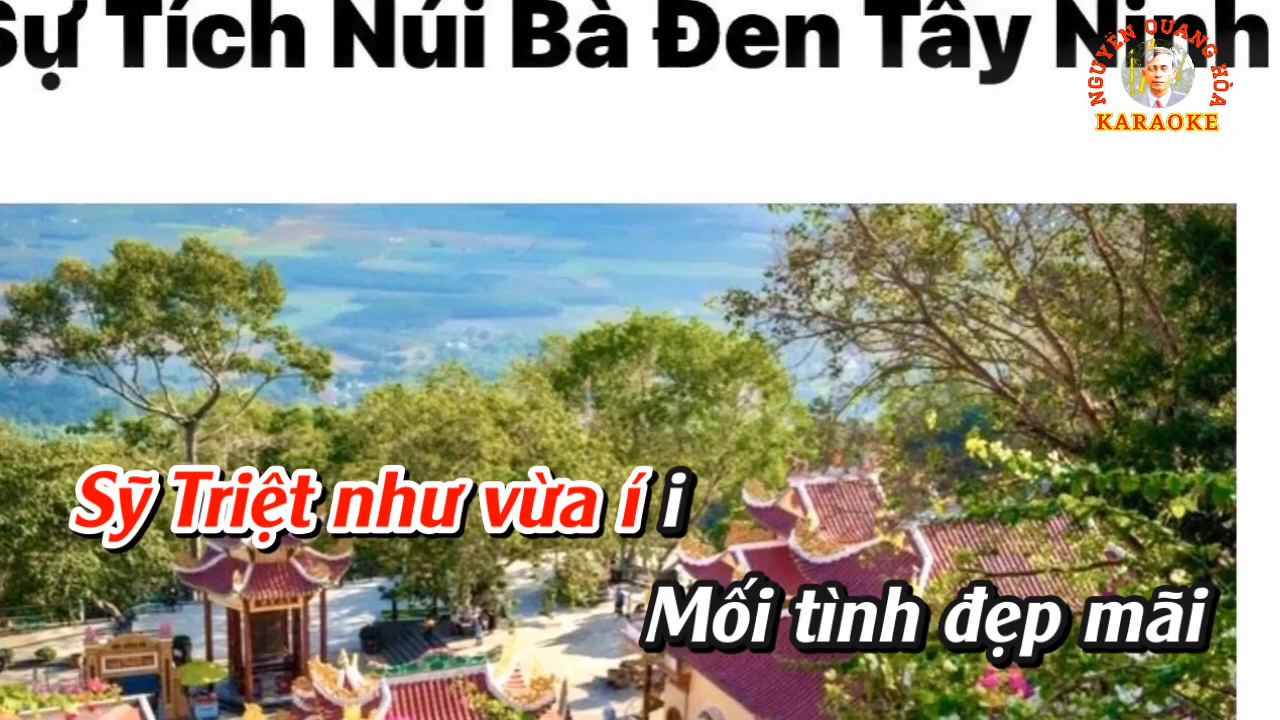 Sự Tích Núi Bà Đen Tây Ninh
NGUYỄN QUANG HÒA
KARAOKE
Sỹ Triệt như vừa í i
Mối tình đẹp mãi